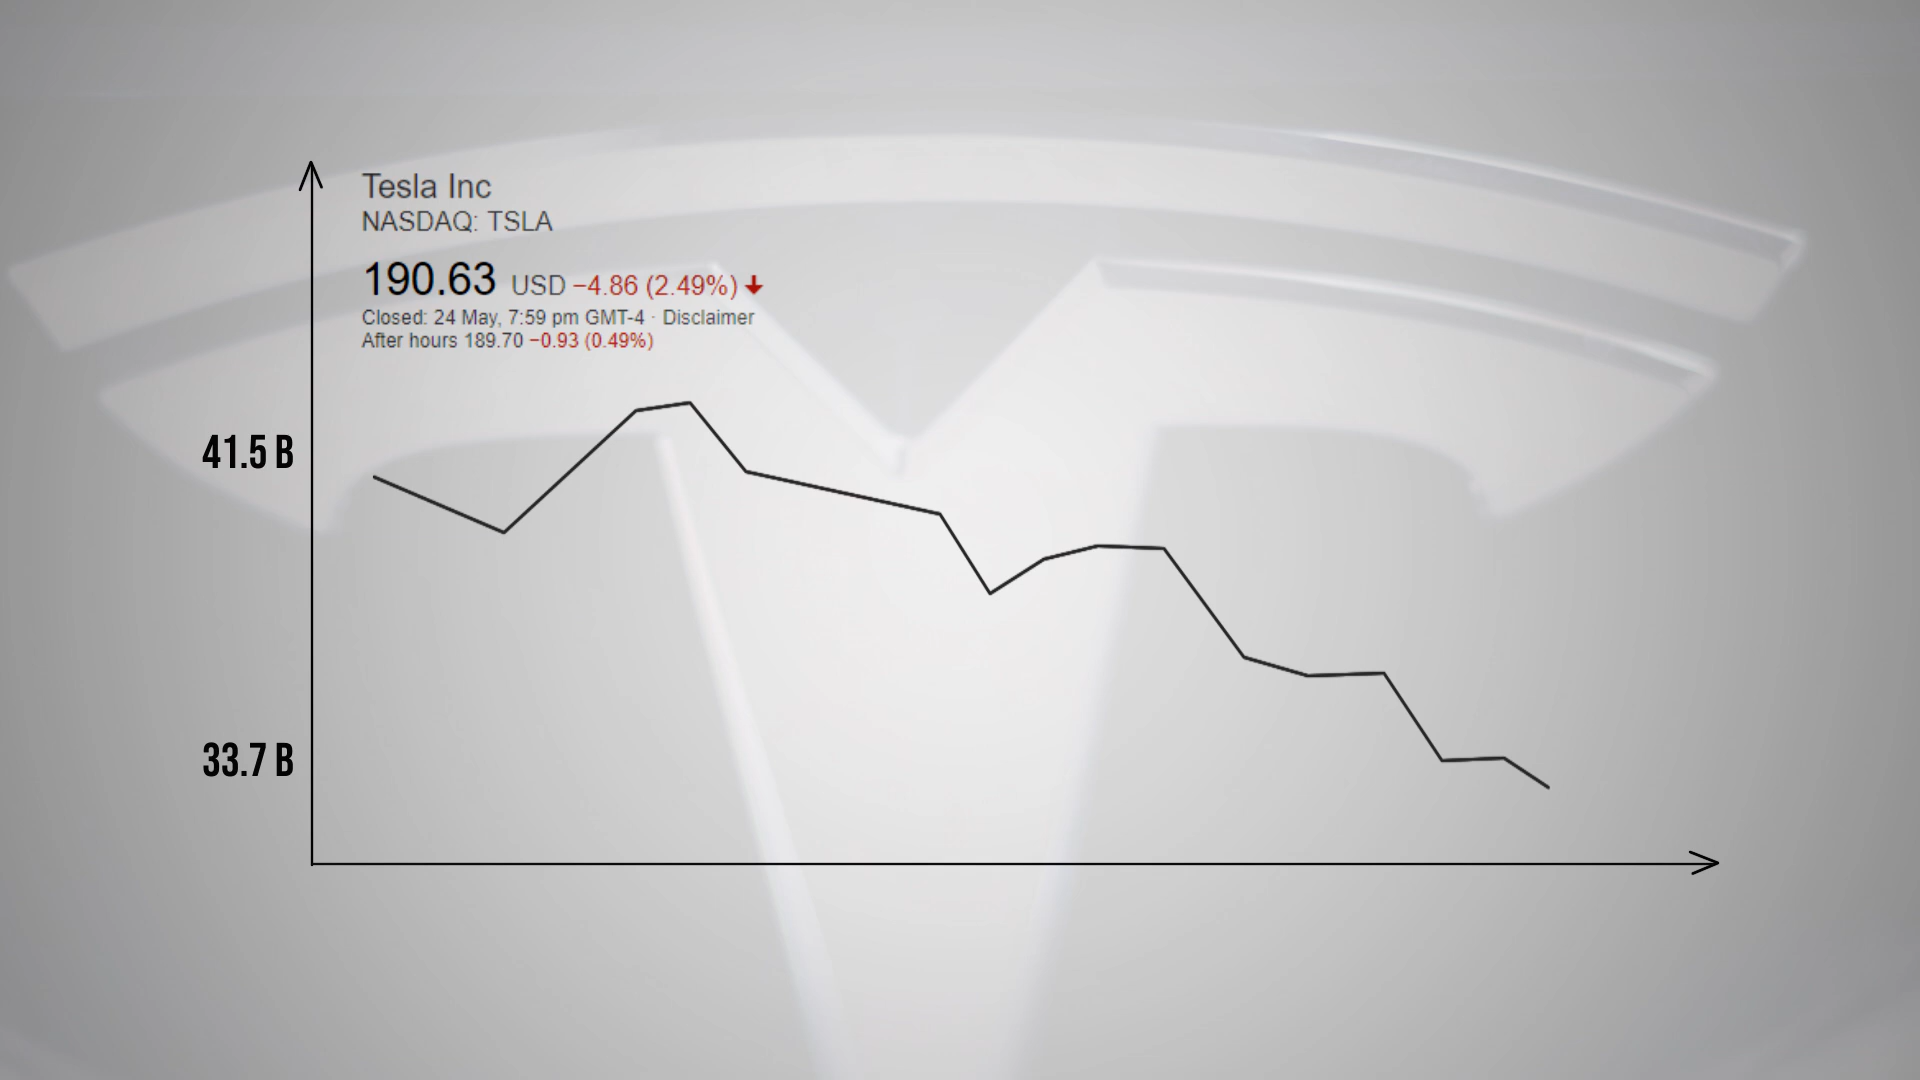 Tesla Inc
NASDAQ: TSLA
190.63 USD −4.86 (2.49%)
Closed: 24 May, 7:59 pm GMT-4 · Disclaimer
After hours 189.70 −0.93 (0.49%)
41.5 B
33.7 B